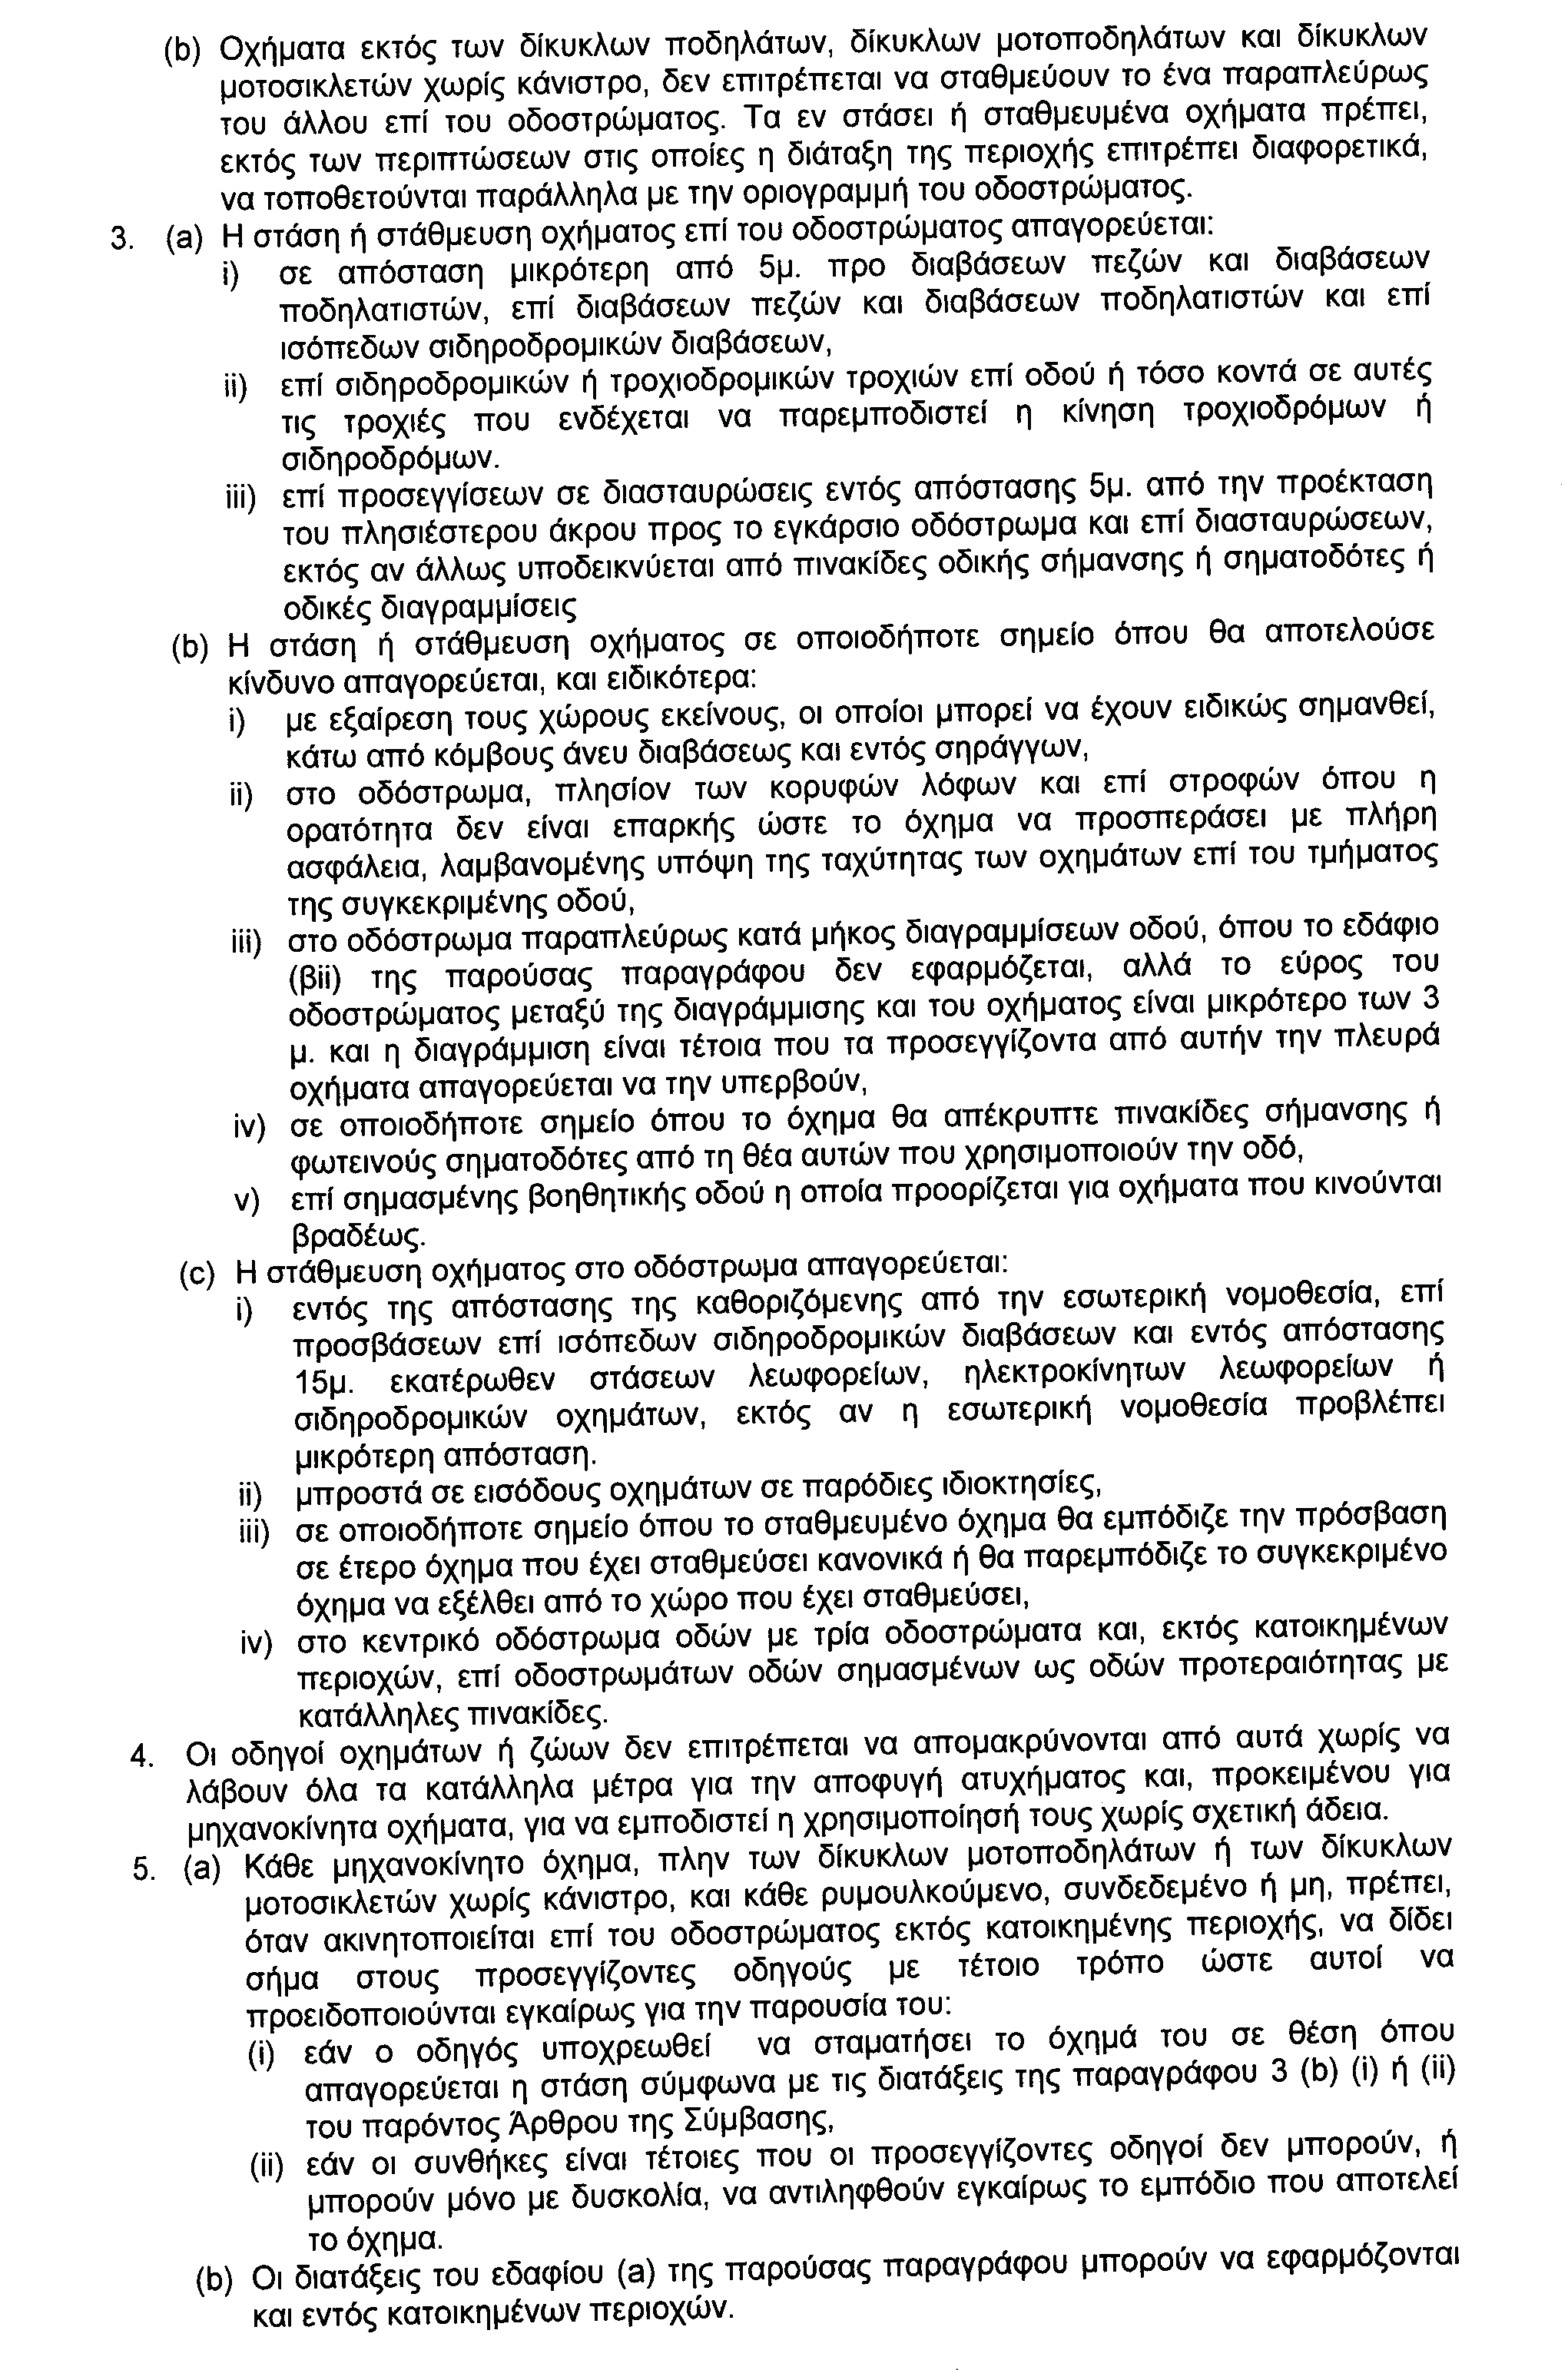 (b) Οχήματα εκτός των δίκυκλων ποδηλάτων, δίκυκλων μοτοποδηλάτων και δίκυκλων
μοτοσικλετών χωρίς κάνιστρο, δεν επιτρέπεται να σταθμεύουν το ένα παραπλεύρως
του άλλου επί του οδοστρώματος. Τα εν στάσει ή σταθμευμένα οχήματα πρέπει,
εκτός των περιπτώσεων στις οποίες η διάταξη της περιοχής επιτρέπει διαφορετικά,
να τοποθετούνται παράλληλα με την οριογραμμή του οδοστρώματος.
3. (a) Η στάση ή στάθμευση οχήματος επί του οδοστρώματος απαγορεύεται:
i) σε απόσταση μικρότερη από 5μ. προ διαβάσεων πεζών και διαβάσεων
ποδηλατιστών, επί διαβάσεων πεζών και διαβάσεων ποδηλατιστών και επί
ισόπεδων σιδηροδρομικών διαβάσεων,
ii) επί σιδηροδρομικών ή τροχιοδρομικών τροχιών επί οδού ή τόσο κοντά σε αυτές
τις τροχιές που ενδέχεται να παρεμποδιστεί η κίνηση τροχιοδρόμων ή
σιδηροδρόμων.
iii) επί προσεγγίσεων σε διασταυρώσεις εντός απόστασης 5μ. από την προέκταση
του πλησιέστερου άκρου προς το εγκάρσιο οδόστρωμα και επί διασταυρώσεων,
εκτός αν άλλως υποδεικνύεται από πινακίδες οδικής σήμανσης ή σηματοδότες ή
οδικές διαγραμμίσεις
(b) Η στάση ή στάθμευση οχήματος σε οποιοδήποτε σημείο όπου θα αποτελούσε
κίνδυνο απαγορεύεται, και ειδικότερα:
i) με εξαίρεση τους χώρους εκείνους, οι οποίοι μπορεί να έχουν ειδικώς σημανθεί,
κάτω από κόμβους άνευ διαβάσεως και εντός σηράγγων,
ii) στο οδόστρωμα, πλησίον των κορυφών λόφων και επί στροφών όπου η
ορατότητα δεν είναι επαρκής ώστε το όχημα να προσπεράσει με πλήρη
ασφάλεια, λαμβανομένης υπόψη της ταχύτητας των οχημάτων επί του τμήματος
της συγκεκριμένης οδού,
iii) στο οδόστρωμα παραπλεύρως κατά μήκος διαγραμμίσεων οδού, όπου το εδάφιο
(βii) της παρούσας παραγράφου δεν εφαρμόζεται, αλλά το εύρος του
οδοστρώματος μεταξύ της διαγράμμισης και του οχήματος είναι μικρότερο των 3
μ. και η διαγράμμιση είναι τέτοια που τα προσεγγίζοντα από αυτήν την πλευρά
οχήματα απαγορεύεται να την υπερβούν,
iv) σε οποιοδήποτε σημείο όπου το όχημα θα απέκρυπτε πινακίδες σήμανσης ή
φωτεινούς σηματοδότες από τη θέα αυτών που χρησιμοποιούν την οδό,
v) επί σημασμένης βοηθητικής οδού η οποία προορίζεται για οχήματα που κινούνται
βραδέως.
(c) Η στάθμευση οχήματος στο οδόστρωμα απαγορεύεται:
i) εντός της απόστασης της καθοριζόμενης από την εσωτερική νομοθεσία, επί
προσβάσεων επί ισόπεδων σιδηροδρομικών διαβάσεων και εντός απόστασης
15μ. εκατέρωθεν στάσεων λεωφορείων, ηλεκτροκίνητων λεωφορείων ή
σιδηροδρομικών οχημάτων, εκτός αν η εσωτερική νομοθεσία προβλέπει
μικρότερη απόσταση.
ii) μπροστά σε εισόδους οχημάτων σε παρόδιες ιδιοκτησίες,
iii) σε οποιοδήποτε σημείο όπου το σταθμευμένο όχημα θα εμπόδιζε την πρόσβαση
σε έτερο όχημα που έχει σταθμεύσει κανονικά ή θα παρεμπόδιζε το συγκεκριμένο
όχημα να εξέλθει από το χώρο που έχει σταθμεύσει,
iv) στο κεντρικό οδόστρωμα οδών με τρία οδοστρώματα και, εκτός κατοικημένων
περιοχών, επί οδοστρωμάτων οδών σημασμένων ως οδών προτεραιότητας με
κατάλληλες πινακίδες.
4. Οι οδηγοί οχημάτων ή ζώων δεν επιτρέπεται να απομακρύνονται από αυτά χωρίς να
λάβουν όλα τα κατάλληλα μέτρα για την αποφυγή ατυχήματος και, προκειμένου για
μηχανοκίνητα οχήματα, για να εμποδιστεί η χρησιμοποίησή τους χωρίς σχετική άδεια.
5. (a) Κάθε μηχανοκίνητο όχημα, πλην των δίκυκλων μοτοποδηλάτων ή των δίκυκλων
μοτοσικλετών χωρίς κάνιστρο, και κάθε ρυμουλκούμενο, συνδεδεμένο ή μη, πρέπει,
όταν ακινητοποιείται επί του οδοστρώματος εκτός κατοικημένης περιοχής, να δίδει
σήμα στους προσεγγίζοντες οδηγούς με τέτοιο τρόπο ώστε αυτοί να
προειδοποιούνται εγκαίρως για την παρουσία του:
(i) εάν ο οδηγός υποχρεωθεί να σταματήσει το όχημά του σε θέση όπου
απαγορεύεται η στάση σύμφωνα με τις διατάξεις της παραγράφου 3 (b) (i) ή (ii)
του παρόντος Άρθρου της Σύμβασης,
(ii) εάν οι συνθήκες είναι τέτοιες που οι προσεγγίζοντες οδηγοί δεν μπορούν, ή
μπορούν μόνο με δυσκολία, να αντιληφθούν εγκαίρως το εμπόδιο που αποτελεί
το όχημα.
(b) Οι διατάξεις του εδαφίου (a) της παρούσας παραγράφου μπορούν να εφαρμόζονται
και εντός κατοικημένων περιοχών.